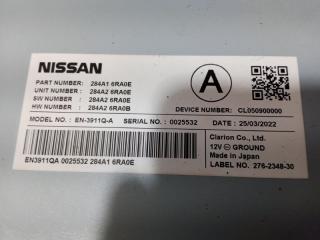 NISSAN
PART NUMBER: 284A1 6RA0E
UNIT NUMBER : 284A2 6RA0E
SW NUMBER : 284A2 6RA0E
HW NUMBER : 284A2 6RA0B
A
DEVICE NUMBER: CL050900000
MODEL NO. : EN-3911Q-A
SERIAL NO. : 0025532
DATE : 25/03/2022
EN3911QA 0025532 284A1 6RA0E
Clarion Co., Ltd.
12V ⊖ GROUND
Made in Japan
LABEL NO. 276-2348-30